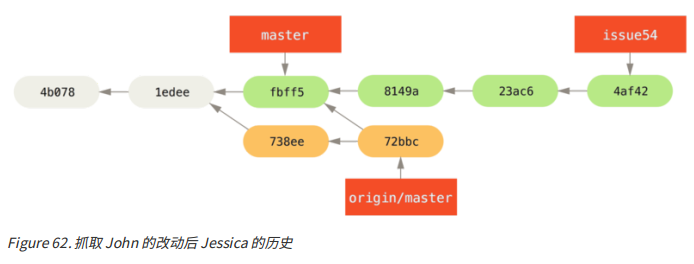 master issue54
4b078 1edee fbff5 8149a 23ac6 4af42
738ee 72bbc
origin/master
Figure 62. 抓取 John 的改动后 Jessica 的历史